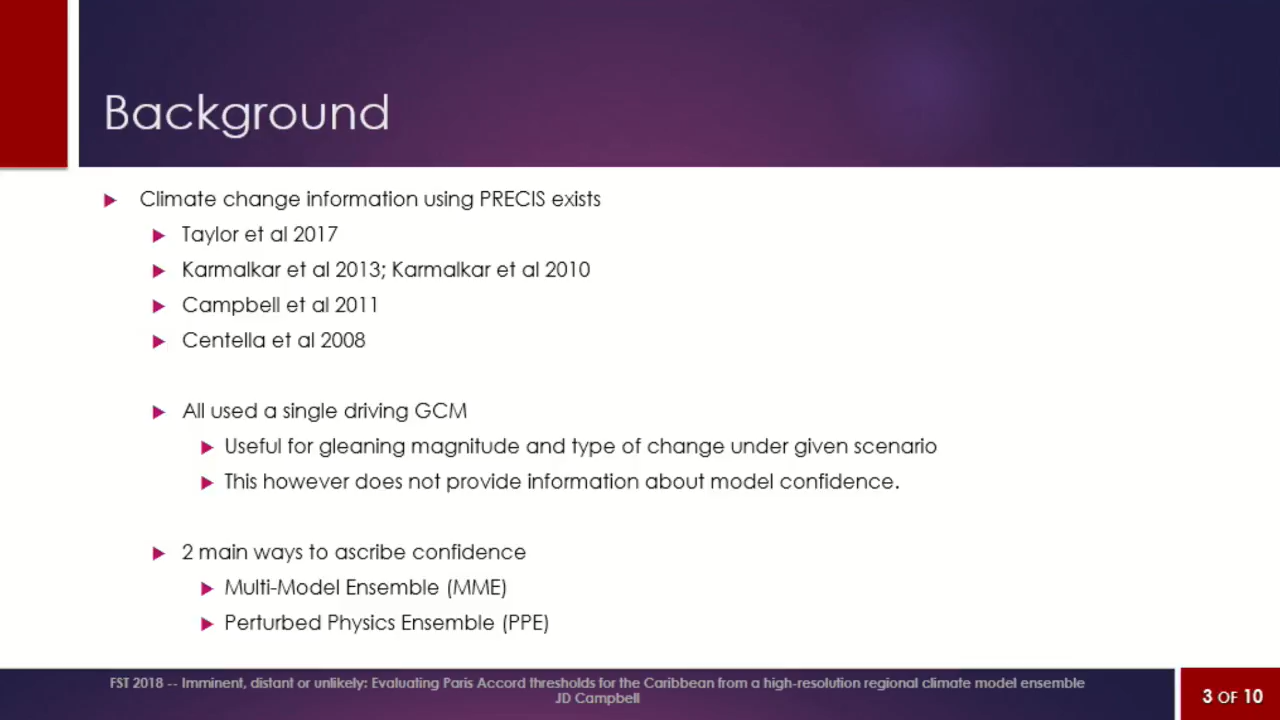 Background
Climate change information using PRECIS exists
Taylor et al 2017
Karmalkar et al 2013; Karmalkar et al 2010
Campbell et al 2011
Centella et al 2008
All used a single driving GCM
Useful for gleaning magnitude and type of change under given scenario
This however does not provide information about model confidence.
2 main ways to ascribe confidence
Multi-Model Ensemble (MME)
Perturbed Physics Ensemble (PPE)
FST 2018 -- Imminent, distant or unlikely: Evaluating Paris Accord thresholds for the Caribbean from a high-resolution regional climate model ensemble
JD Campbell
3 OF 10